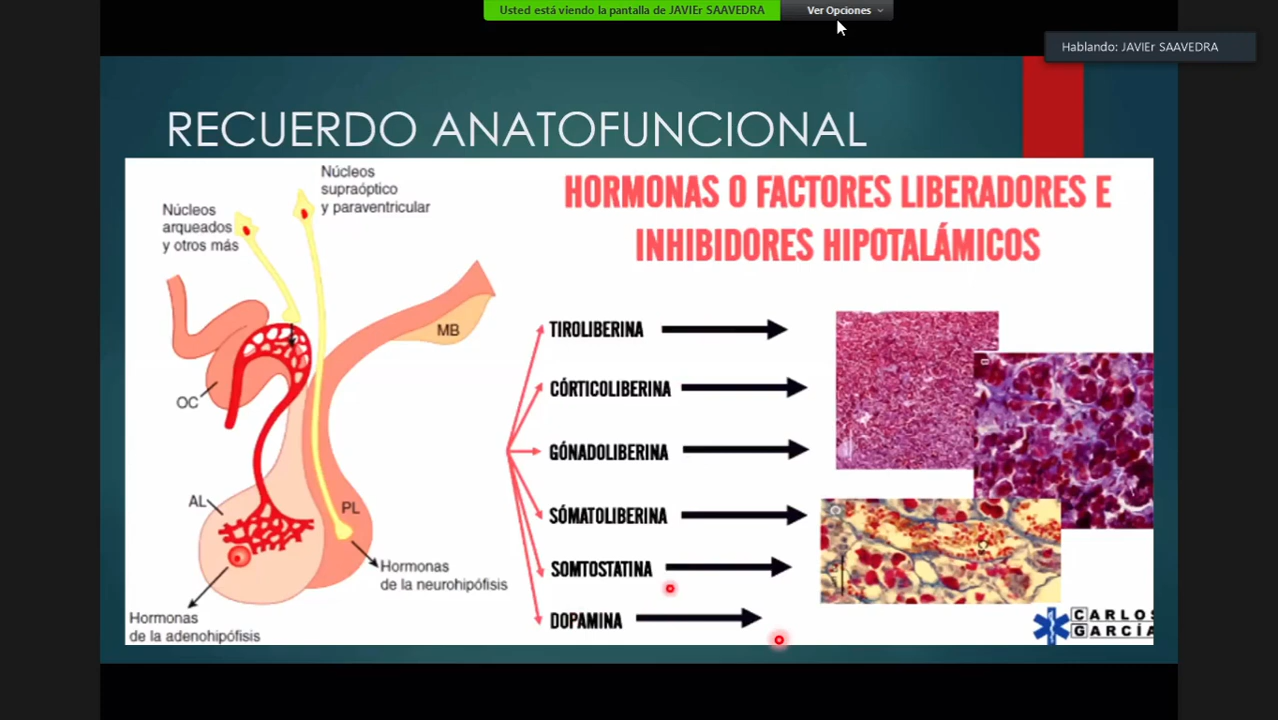 Usted está viendo la pantalla de JAVIEr SAAVEDRA
Ver Opciones
Hablando: JAVIEr SAAVEDRA
RECUERDO ANATOFUNCIONAL
Núcleos
supraóptico
y paraventricular
Núcleos
arqueados
y otros más
MB
OC
AL
PL
Hormonas
de la neurohipófisis
Hormonas
de la adenohipófisis
HORMONAS O FACTORES LIBERADORES E
INHIBIDORES HIPOTALÁMICOS
TIROLIBERINA
CÓRTICOLIBERINA
GÓNADOLIBERINA
SÓMATOLIBERINA
SOMTOSTATINA
DOPAMINA
CARLOS
GARCÍA